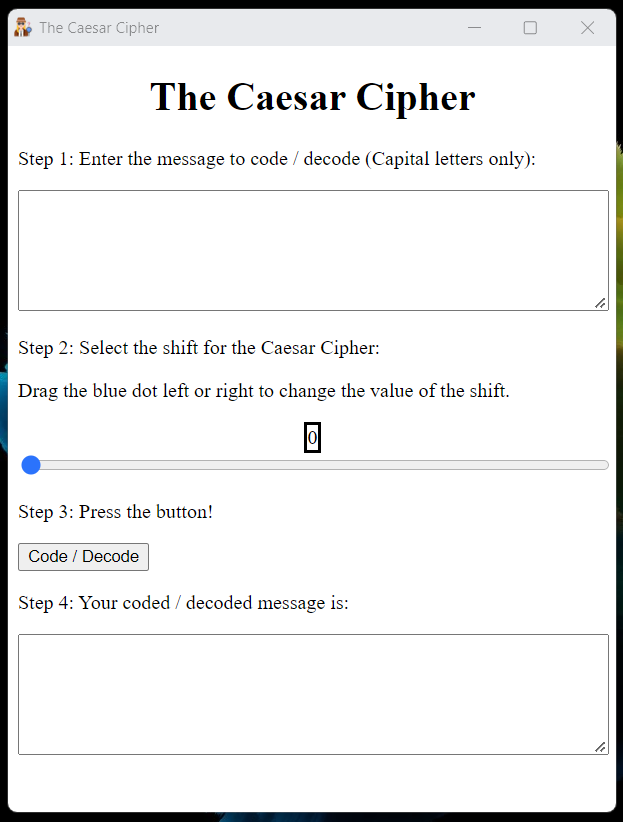 The Caesar Cipher
The Caesar Cipher
Step 1: Enter the message to code / decode (Capital letters only):
Step 2: Select the shift for the Caesar Cipher:
Drag the blue dot left or right to change the value of the shift.
0
Step 3: Press the button!
Code / Decode
Step 4: Your coded / decoded message is: